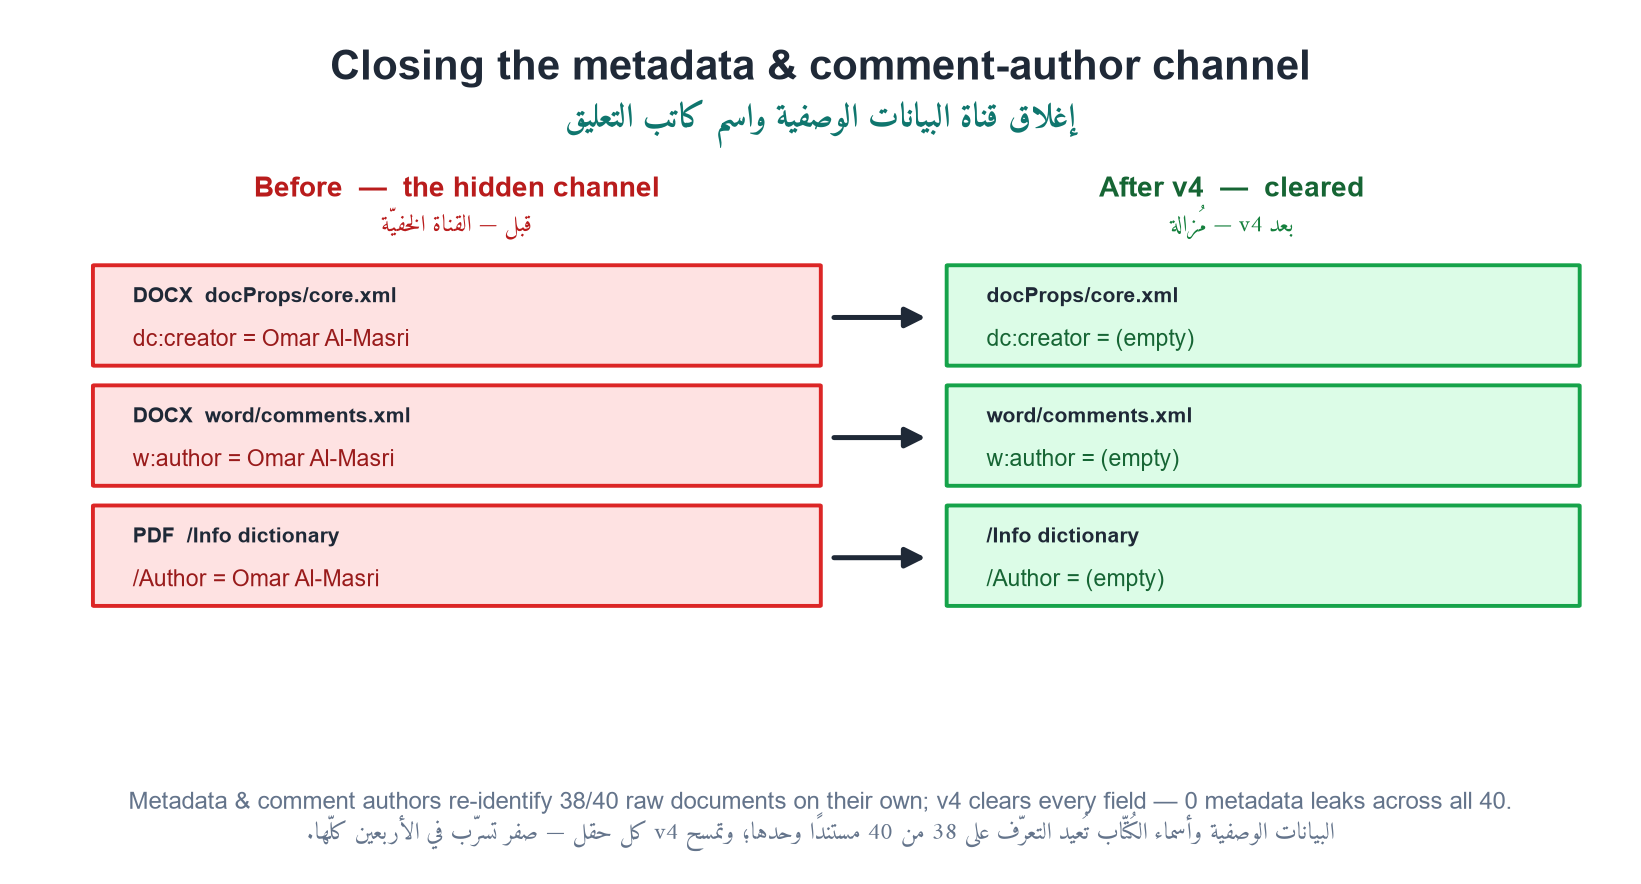 Closing the metadata & comment-author channel
إغلاق قناة البيانات الوصفية واسم كاتب التعليق
Before — the hidden channel
قبل — القناة الخفيّة
After v4 — cleared
بعد v4 — مُزالة
DOCX docProps/core.xml
dc:creator = Omar Al-Masri
docProps/core.xml
dc:creator = (empty)
DOCX word/comments.xml
w:author = Omar Al-Masri
word/comments.xml
w:author = (empty)
PDF /Info dictionary
/Author = Omar Al-Masri
/Info dictionary
/Author = (empty)
Metadata & comment authors re-identify 38/40 raw documents on their own; v4 clears every field — 0 metadata leaks across all 40.
البيانات الوصفية وأسماء الكُتّاب تُعيد التعرّف على 38 من 40 مستندًا وحدها؛ وتمسح v4 كل حقل — صفر تسرّب في الأربعين كلّها.